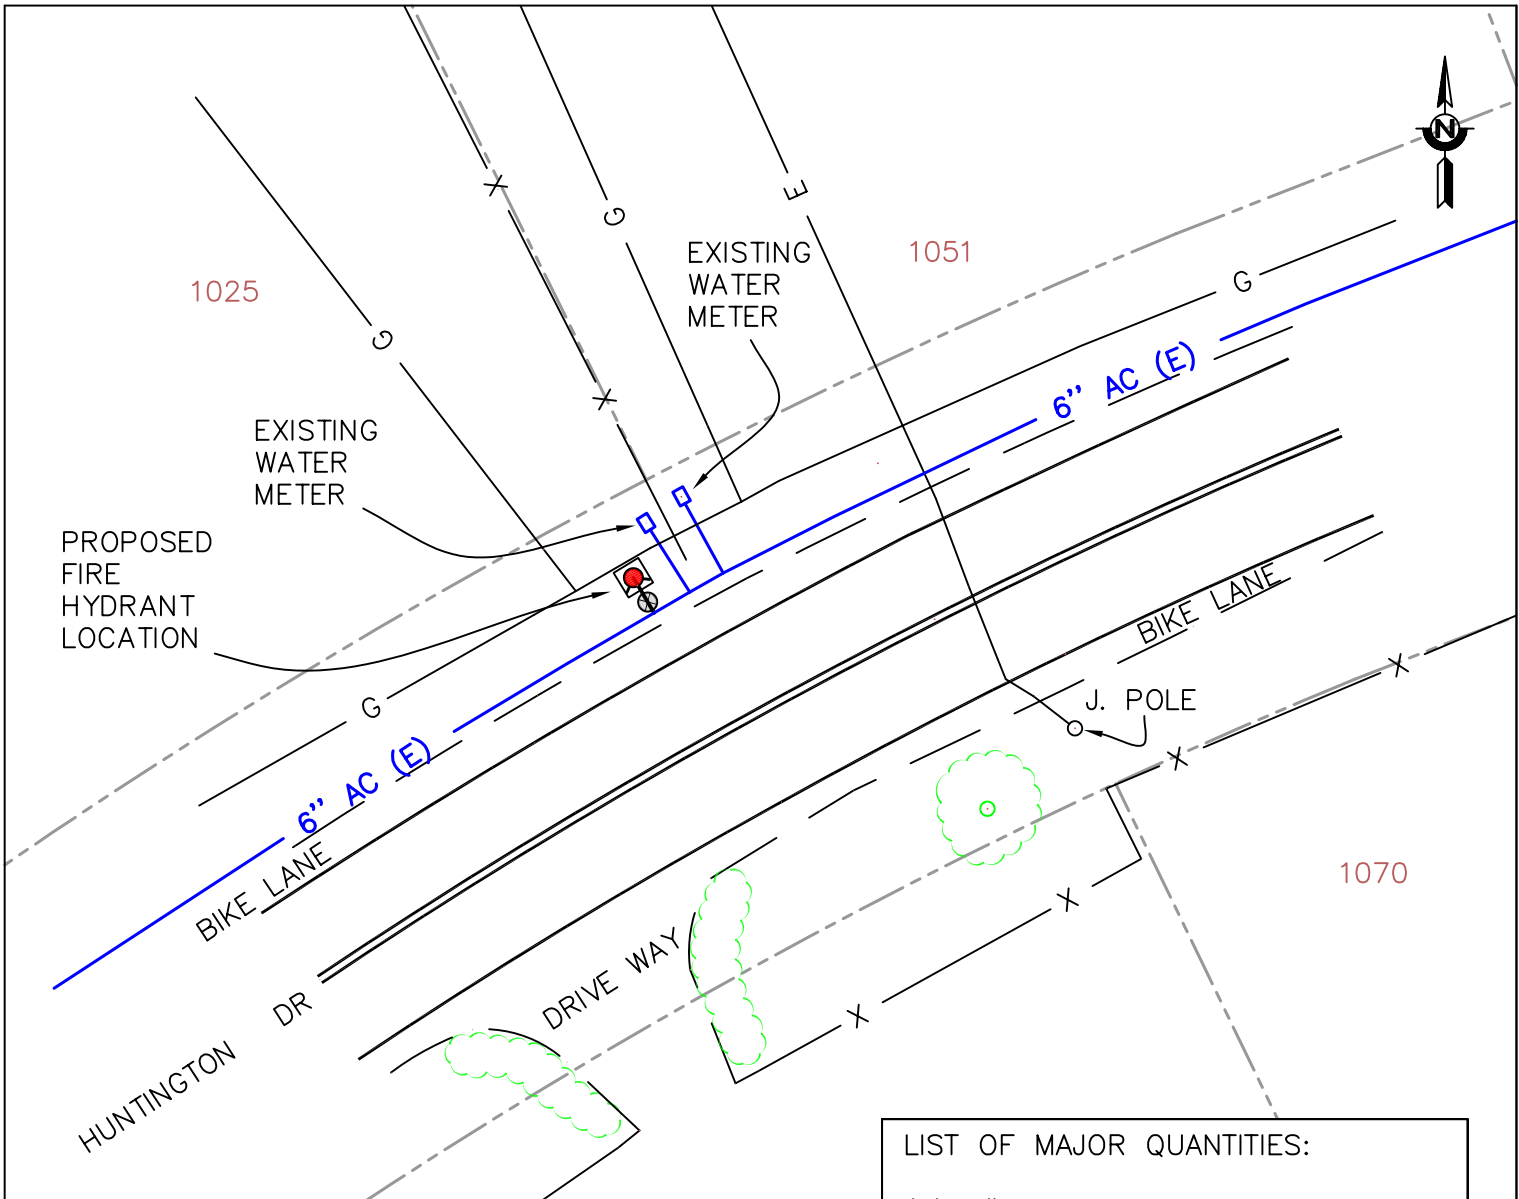 N
X
G
E
EXISTING
WATER
METER
1051
1025
G
G
X
6" AC (E)
EXISTING
WATER
METER
PROPOSED
FIRE
HYDRANT
LOCATION
BIKE LANE
X
G
J. POLE
6" AC (E)
X
BIKE LANE
1070
X
DRIVE WAY
DR
X
HUNTINGTON
LIST OF MAJOR QUANTITIES: